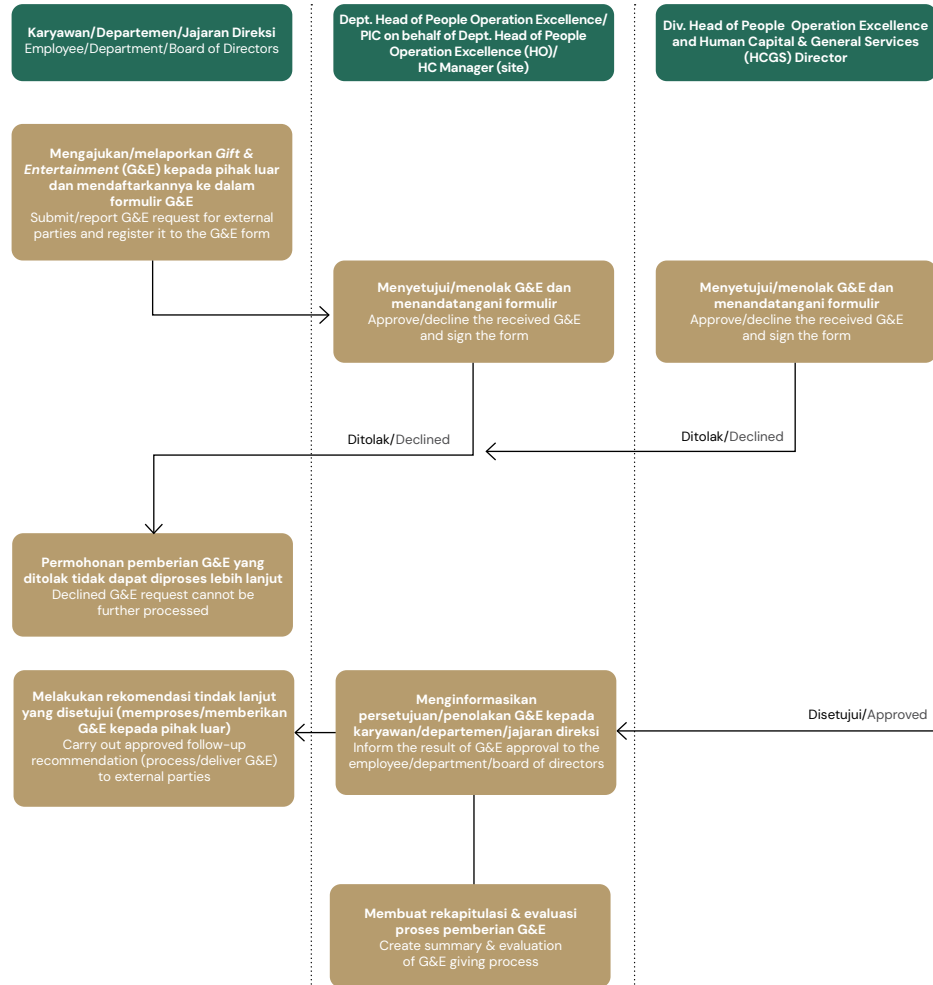 Karyawan/Departemen/Jajaran Direksi
Employee/Department/Board of Directors
Dept. Head of People Operation Excellence/
PIC on behalf of Dept. Head of People
Operation Excellence (HO)/
HC Manager (site)
Div. Head of People Operation Excellence
and Human Capital & General Services
(HCGS) Director
Mengajukan/melaporkan Gift &
Entertainment (G&E) kepada pihak luar
dan mendaftarkannya ke dalam
formulir G&E
Submit/report G&E request for external
parties and register it to the G&E form
Menyetujui/menolak G&E dan
menandatangani formulir
Approve/decline the received G&E
and sign the form
Menyetujui/menolak G&E dan
menandatangani formulir
Approve/decline the received G&E
and sign the form
Ditolak/Declined
Ditolak/Declined
Permohonan pemberian G&E yang
ditolak tidak dapat diproses lebih lanjut
Declined G&E request cannot be
further processed
Melakukan rekomendasi tindak lanjut
yang disetujui (memproses/memberikan
G&E kepada pihak luar)
Carry out approved follow-up
recommendation (process/deliver G&E)
to external parties
Menginformasikan
persetujuan/penolakan G&E kepada
karyawan/departemen/jajaran direksi
Inform the result of G&E approval to the
employee/department/board of directors
Disetujui/Approved
Membuat rekapitulasi & evaluasi
proses pemberian G&E
Create summary & evaluation
of G&E giving process